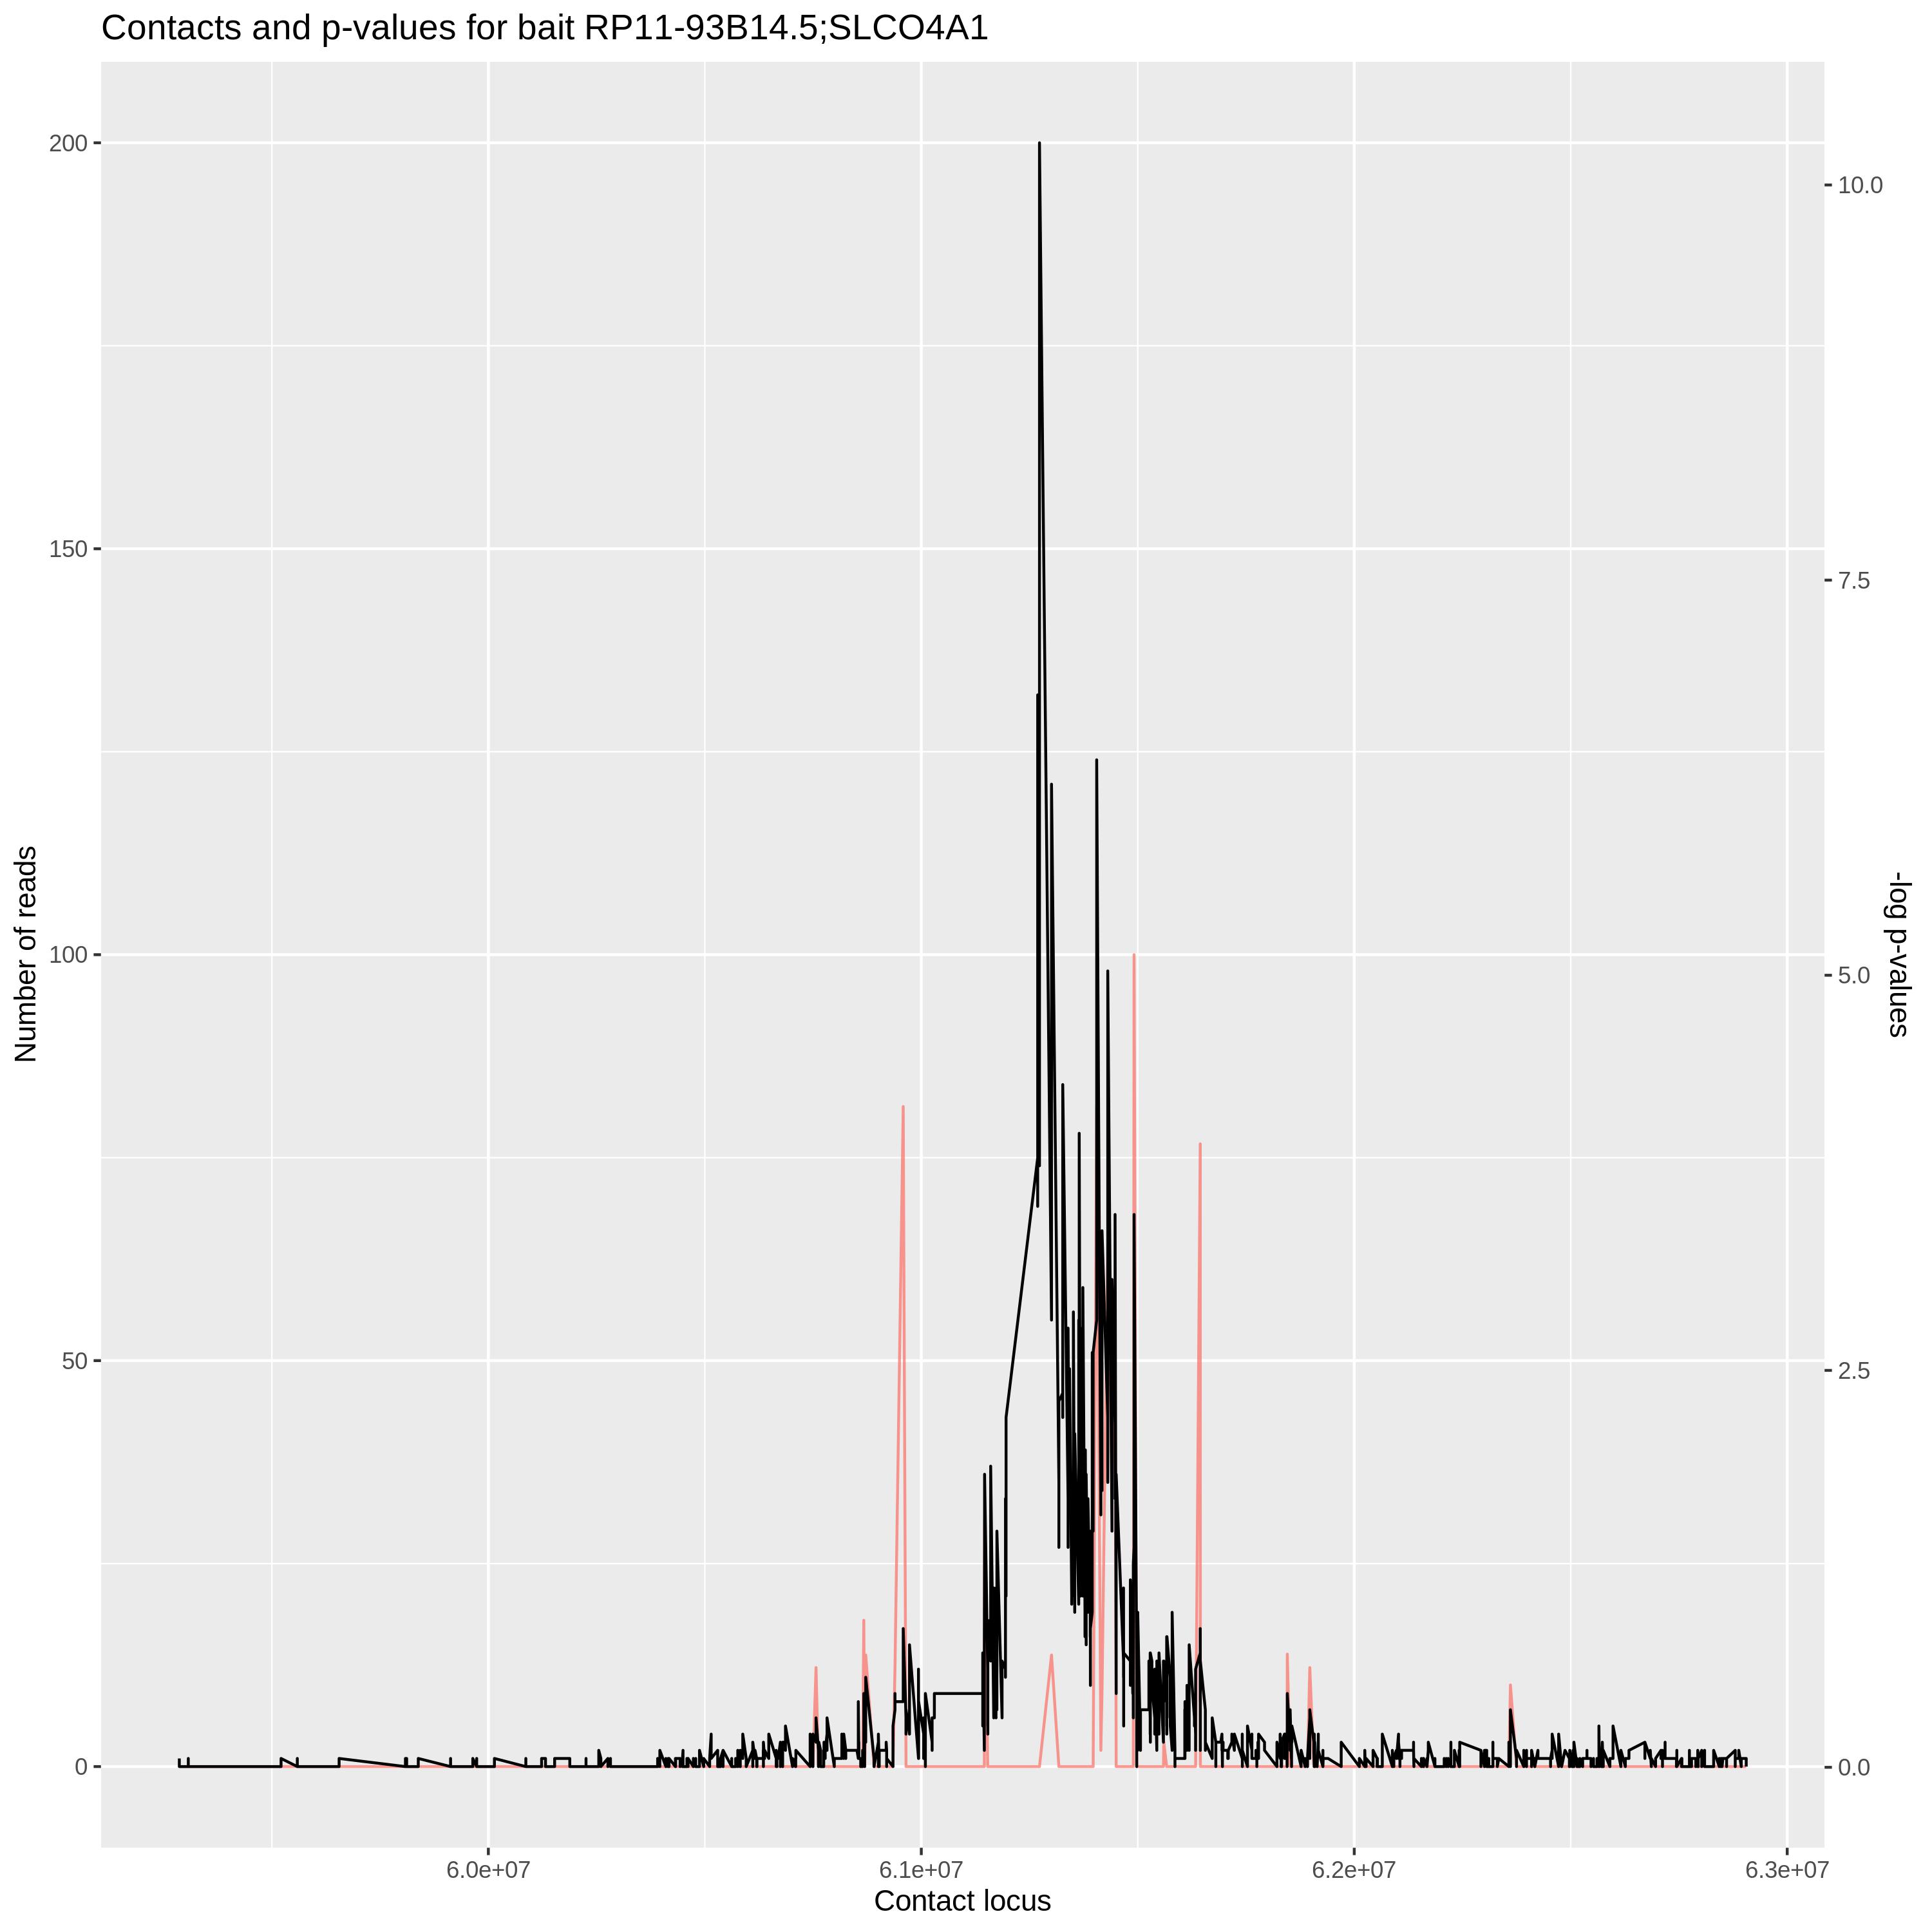 Contacts and p-values for bait RP11-93B14.5;SLCO4A1
200
150
100
50
0
Number of reads
10.0
7.5
5.0
2.5
0.0
-log p-values
6.0e+07 6.1e+07 6.2e+07 6.3e+07
Contact locus